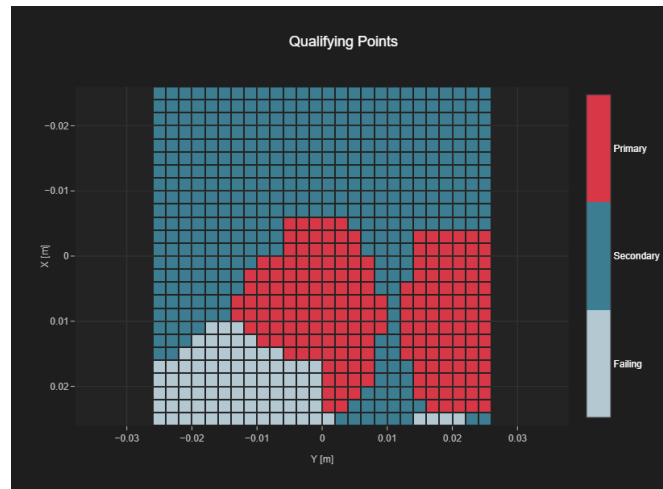 Qualifying Points
−0.02
−0.01
0
0.01
0.02
X [m]
−0.03
−0.02
−0.01
0
0.01
0.02
0.03
Y [m]
Primary
Secondary
Failing